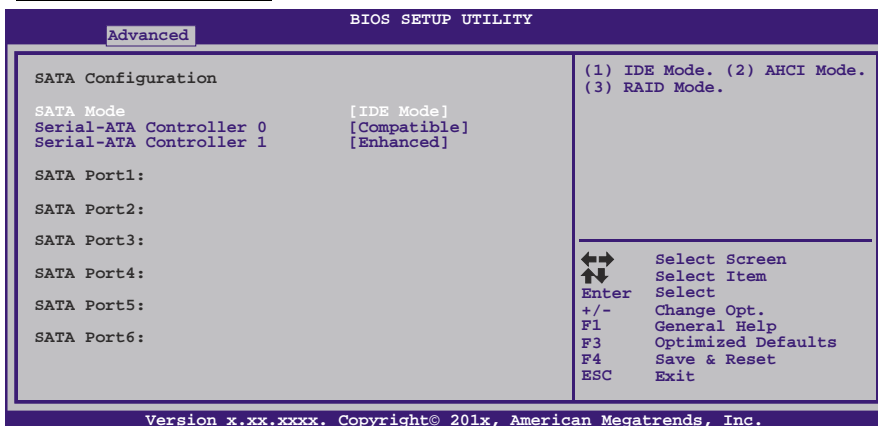 BIOS SETUP UTILITY
Advanced
SATA Configuration
SATA Mode [IDE Mode]
Serial-ATA Controller 0 [Compatible]
Serial-ATA Controller 1 [Enhanced]
SATA Port1:
SATA Port2:
SATA Port3:
SATA Port4:
SATA Port5:
SATA Port6:
(1) IDE Mode. (2) AHCI Mode.
(3) RAID Mode.
Select Screen
Select Item
Enter Select
+/- Change Opt.
F1 General Help
F3 Optimized Defaults
F4 Save & Reset
ESC Exit
Version x.xx.xxxx. Copyright© 201x, American Megatrends, Inc.